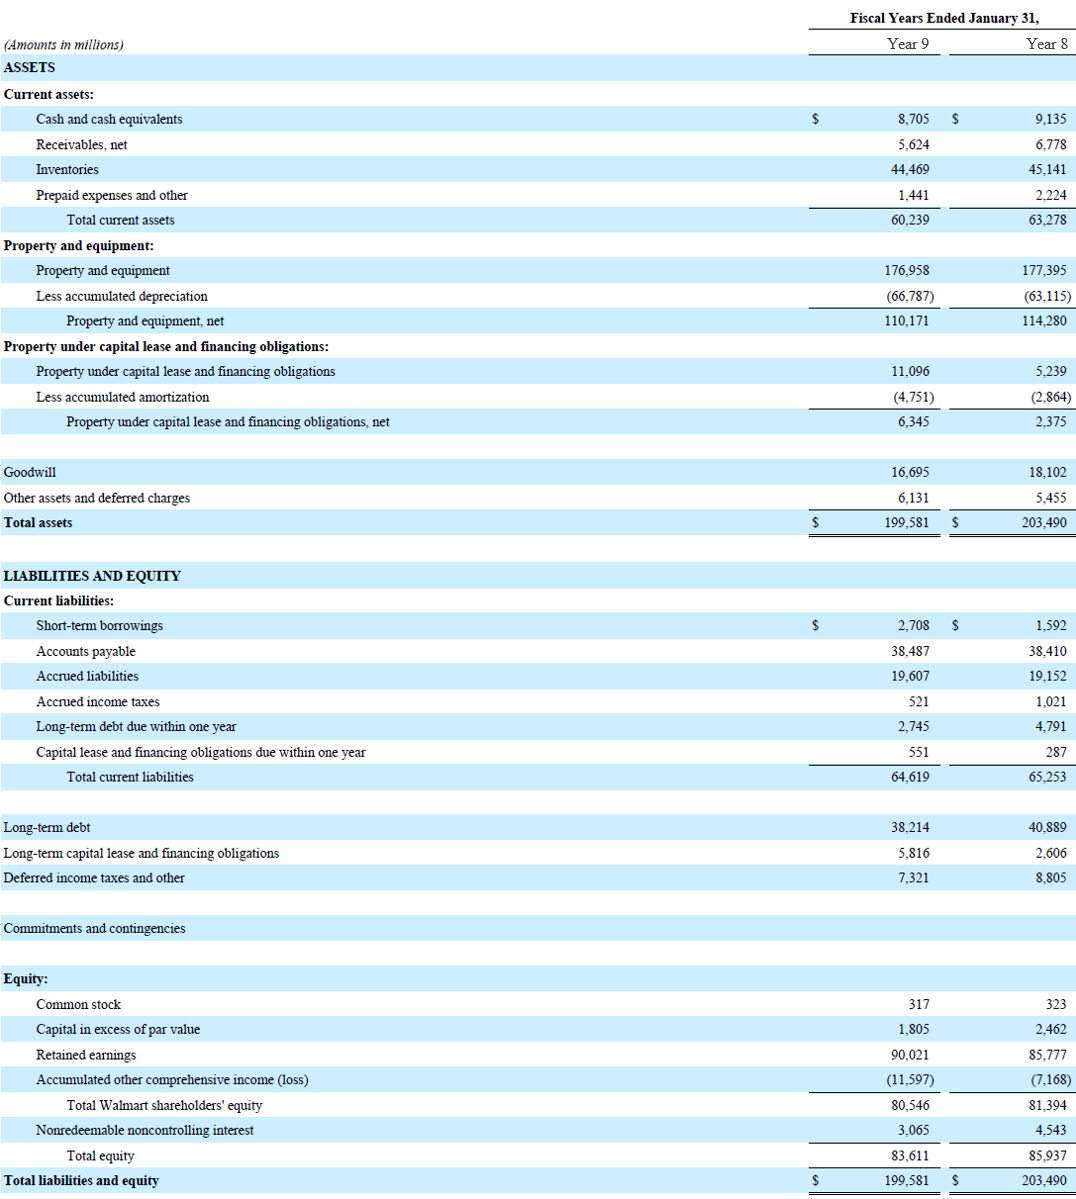 Fiscal Years Ended January 31,
(Amounts in millions) Year 9 Year 8
ASSETS
Current assets:
Cash and cash equivalents $ 8,705 $ 9,135
Receivables, net 5,624 6,778
Inventories 44,469 45,141
Prepaid expenses and other 1,441 2,224
Total current assets 60,239 63,278
Property and equipment:
Property and equipment 176,958 177,395
Less accumulated depreciation (66,787) (63,115)
Property and equipment, net 110,171 114,280
Property under capital lease and financing obligations:
Property under capital lease and financing obligations 11,096 5,239
Less accumulated amortization (4,751) (2,864)
Property under capital lease and financing obligations, net 6,345 2,375
Goodwill 16,695 18,102
Other assets and deferred charges 6,131 5,455
Total assets $ 199,581 $ 203,490
LIABILITIES AND EQUITY
Current liabilities:
Short-term borrowings $ 2,708 $ 1,592
Accounts payable 38,487 38,410
Accrued liabilities 19,607 19,152
Accrued income taxes 521 1,021
Long-term debt due within one year 2,745 4,791
Capital lease and financing obligations due within one year 551 287
Total current liabilities 64,619 65,253
Long-term debt 38,214 40,889
Long-term capital lease and financing obligations 5,816 2,606
Deferred income taxes and other 7,321 8,805
Commitments and contingencies
Equity:
Common stock 317 323
Capital in excess of par value 1,805 2,462
Retained earnings 90,021 85,777
Accumulated other comprehensive income (loss) (11,597) (7,168)
Total Walmart shareholders' equity 80,546 81,394
Nonredeemable noncontrolling interest 3,065 4,543
Total equity 83,611 85,937
Total liabilities and equity $ 199,581 $ 203,490